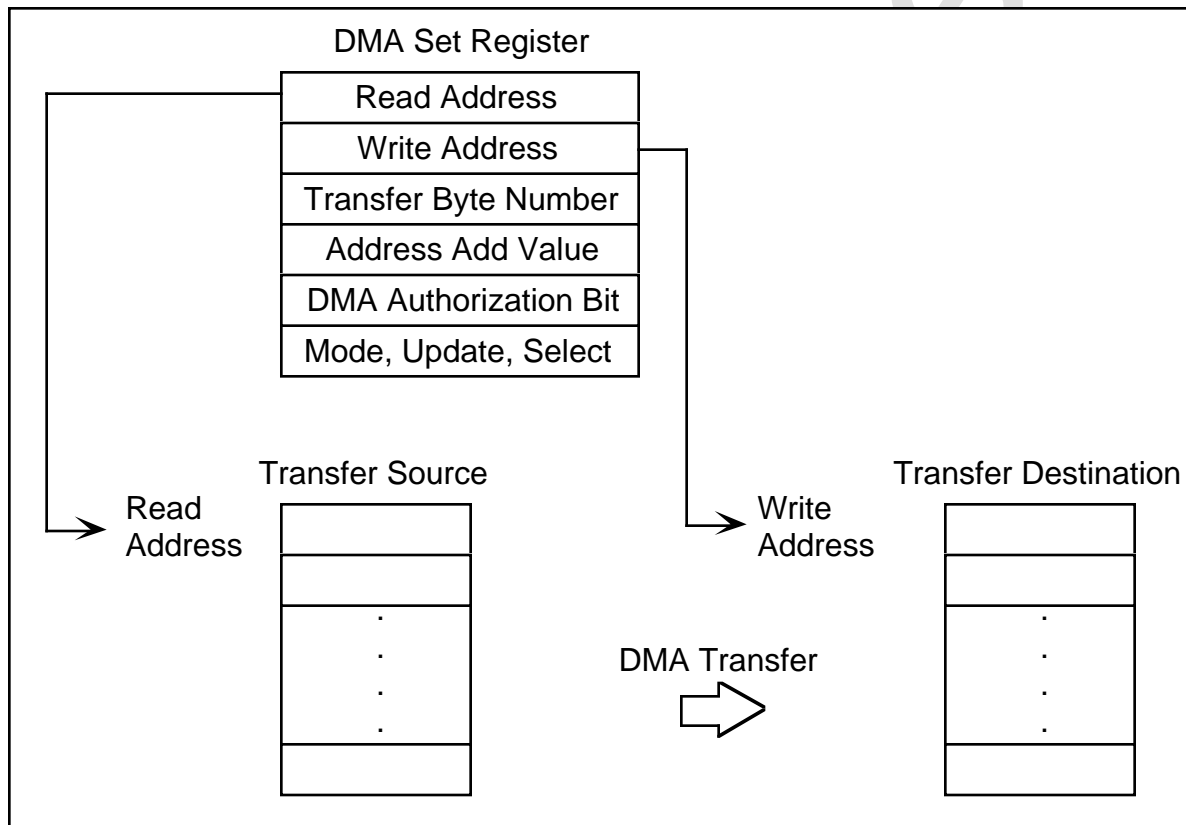 DMA Set Register
Read Address
Write Address
Transfer Byte Number
Address Add Value
DMA Authorization Bit
Mode, Update, Select
Transfer Source
Transfer Destination
Read
Address
Write
Address
DMA Transfer